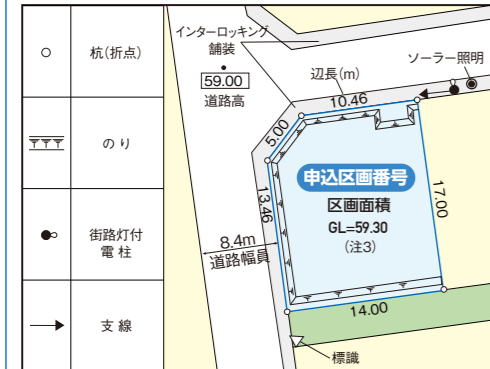 杭(折点)
のり
街路灯付
電柱
支線
インターロッキング
舗装
59.00
道路高
辺長(m)
ソーラー照明
10.46
5.00
13.46
17.00
14.00
申込区画番号
区画面積
GL=59.30
(注3)
8.4m
道路幅員
標識